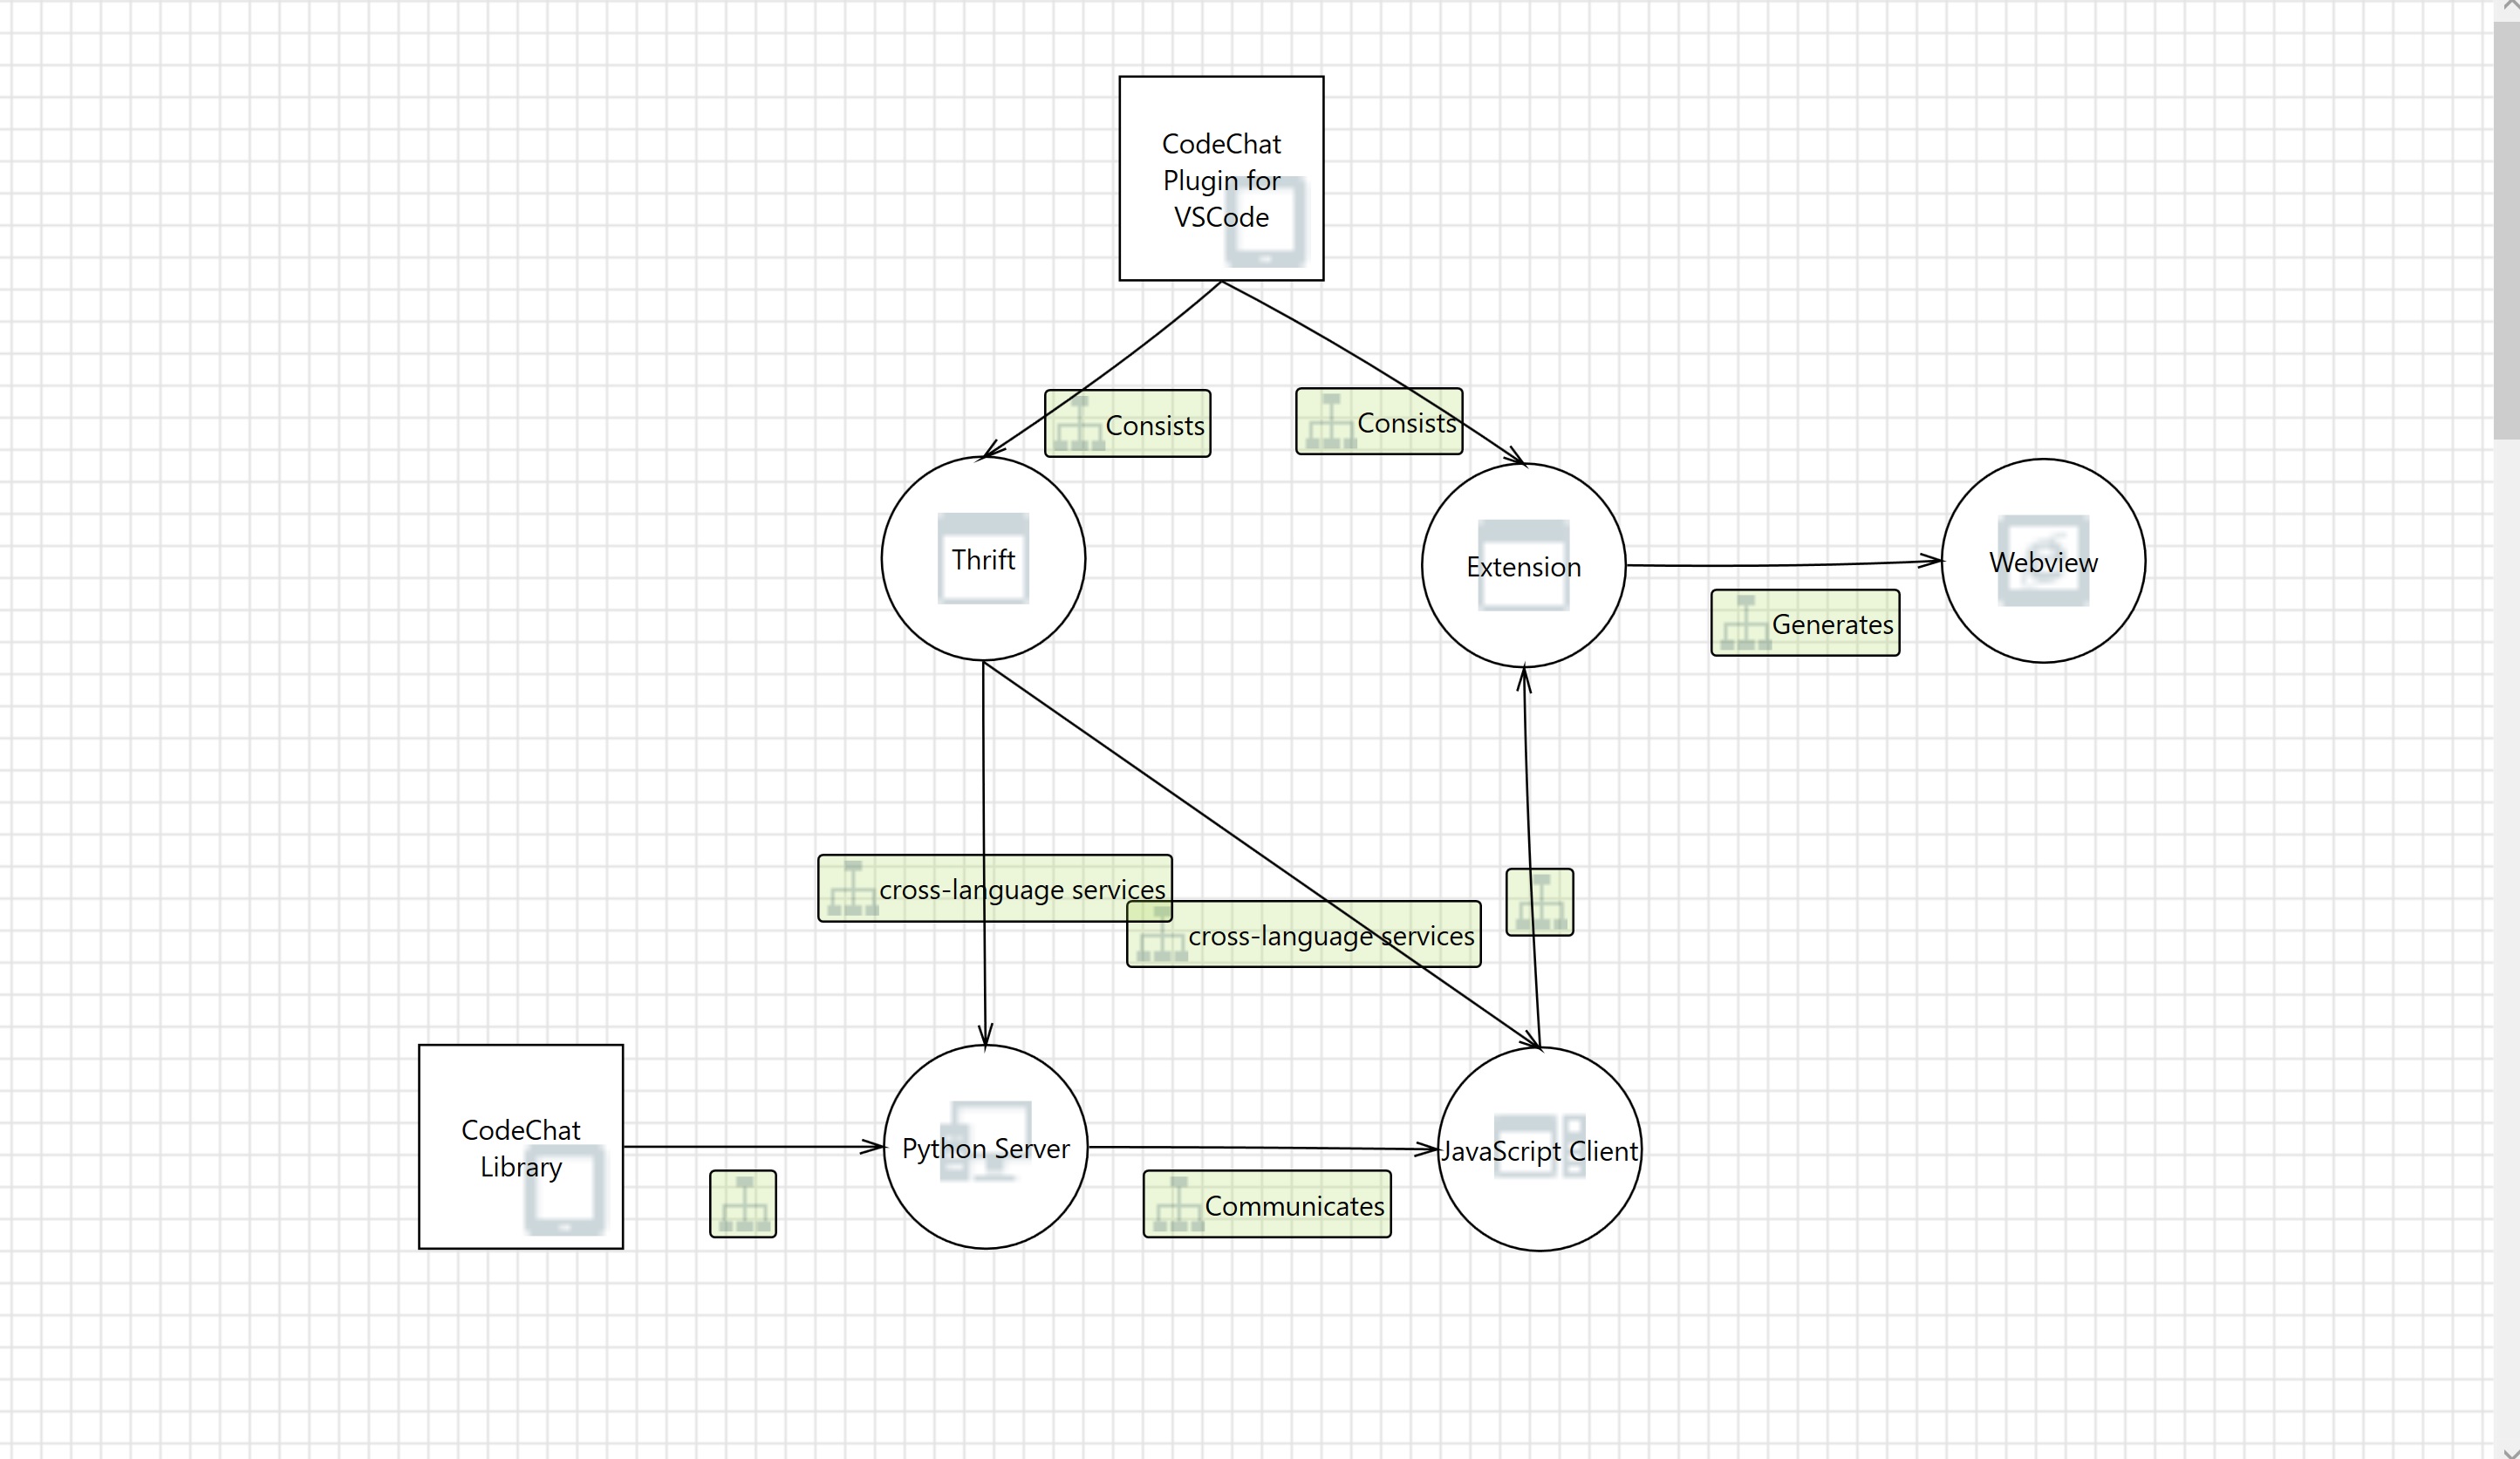 CodeChat
Plugin for
VSCode
Consists
Consists
Thrift
Extension
Webview
Generates
cross-language services
cross-language services
CodeChat
Library
Python Server
JavaScript Client
Communicates